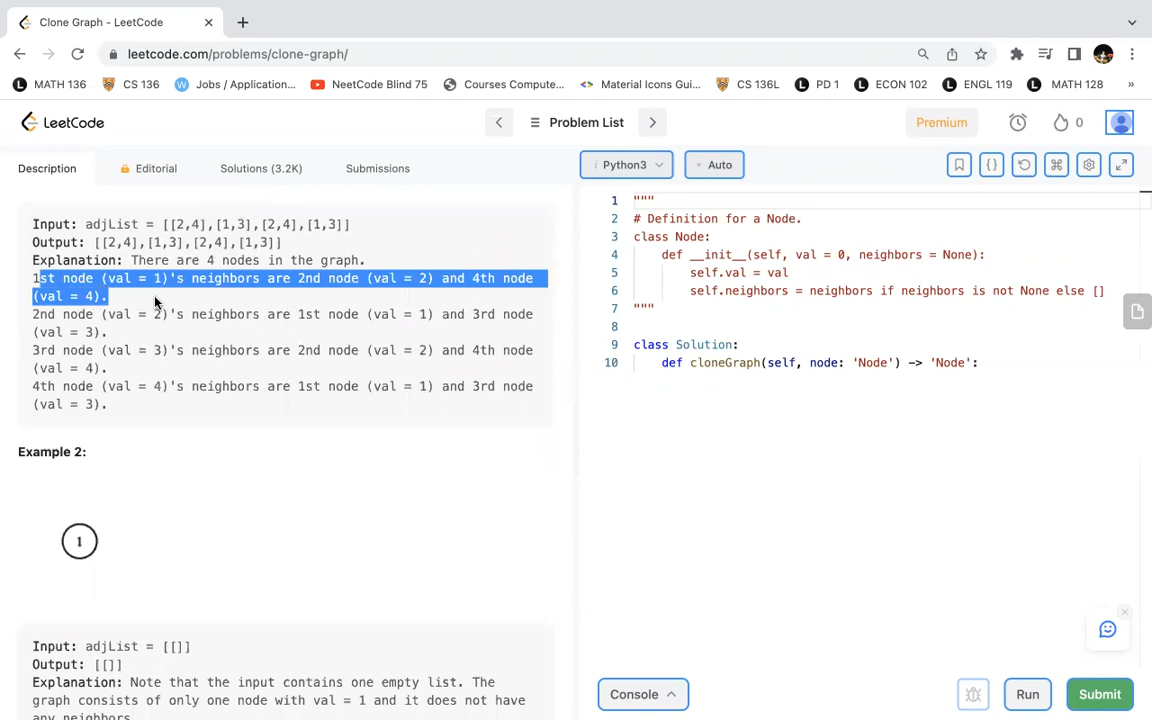 Clone Graph - LeetCode
leetcode.com/problems/clone-graph/
MATH 136 CS 136 Jobs / Application... NeetCode Blind 75 Courses Compute... Material Icons Gui... CS 136L PD 1 ECON 102 ENGL 119 MATH 128 »
LeetCode Problem List Premium 0
Description Editorial Solutions (3.2K) Submissions
i Python3 • Auto
Input: adjList = [[2,4],[1,3],[2,4],[1,3]]
Output: [[2,4],[1,3],[2,4],[1,3]]
Explanation: There are 4 nodes in the graph.
1st node (val = 1)'s neighbors are 2nd node (val = 2) and 4th node
(val = 4).
2nd node (val = 2)'s neighbors are 1st node (val = 1) and 3rd node
(val = 3).
3rd node (val = 3)'s neighbors are 2nd node (val = 2) and 4th node
(val = 4).
4th node (val = 4)'s neighbors are 1st node (val = 1) and 3rd node
(val = 3).
Example 2:
1
Input: adjList = [[]]
Output: [[]]
Explanation: Note that the input contains one empty list. The
graph consists of only one node with val = 1 and it does not have
any neighbors.
1 """
2 # Definition for a Node.
3 class Node:
4 def __init__(self, val = 0, neighbors = None):
5 self.val = val
6 self.neighbors = neighbors if neighbors is not None else []
7 """
8
9 class Solution:
10 def cloneGraph(self, node: 'Node') -> 'Node':
Console Run Submit